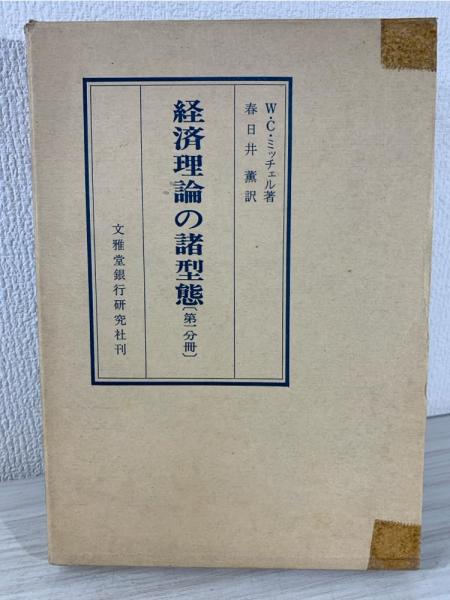 W・C・ミッチェル著
春日井薫訳
経済理論の諸型態〔第一分冊〕
文雅堂銀行研究社刊